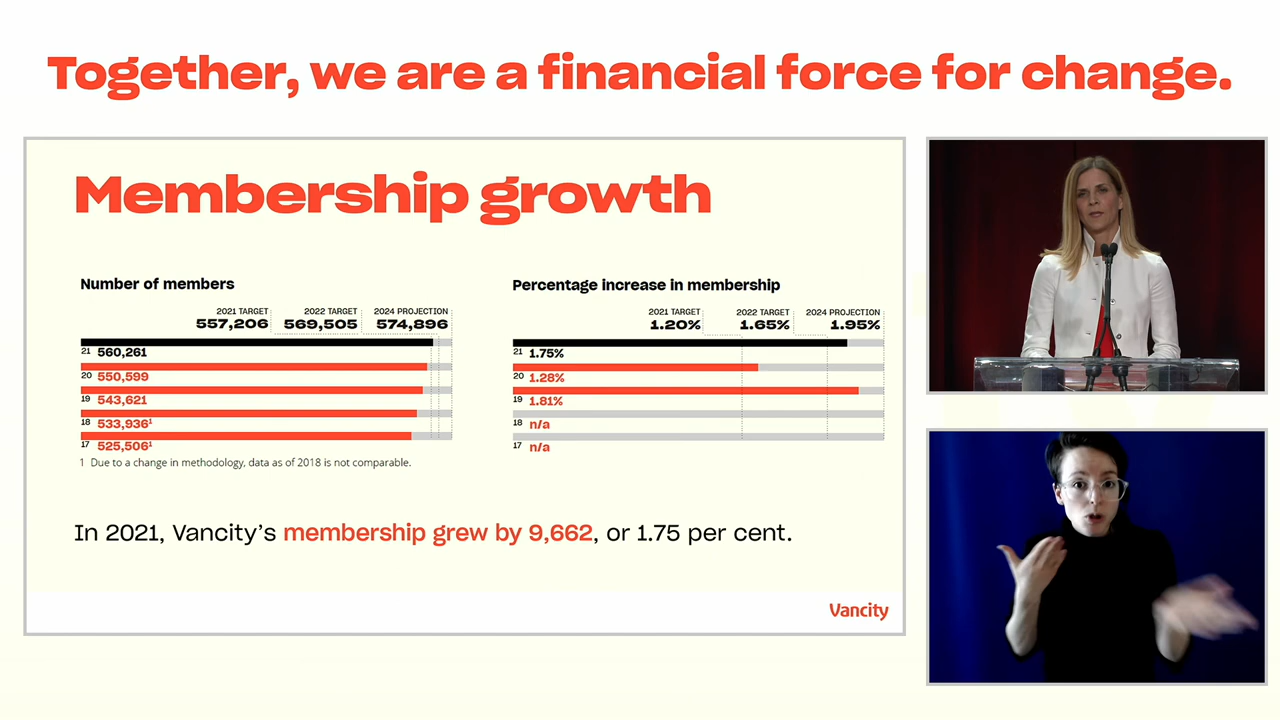 Together, we are a financial force for change.
Membership growth
Number of members
2021 TARGET 2022 TARGET 2024 PROJECTION
557,206 569,505 574,896
21 560,261
20 550,599
19 543,621
18 533,936¹
17 525,506¹
1 Due to a change in methodology, data as of 2018 is not comparable.
Percentage increase in membership
2021 TARGET 2022 TARGET 2024 PROJECTION
1.20% 1.65% 1.95%
21 1.75%
20 1.28%
19 1.81%
18 n/a
17 n/a
In 2021, Vancity’s membership grew by 9,662, or 1.75 per cent.
Vancity